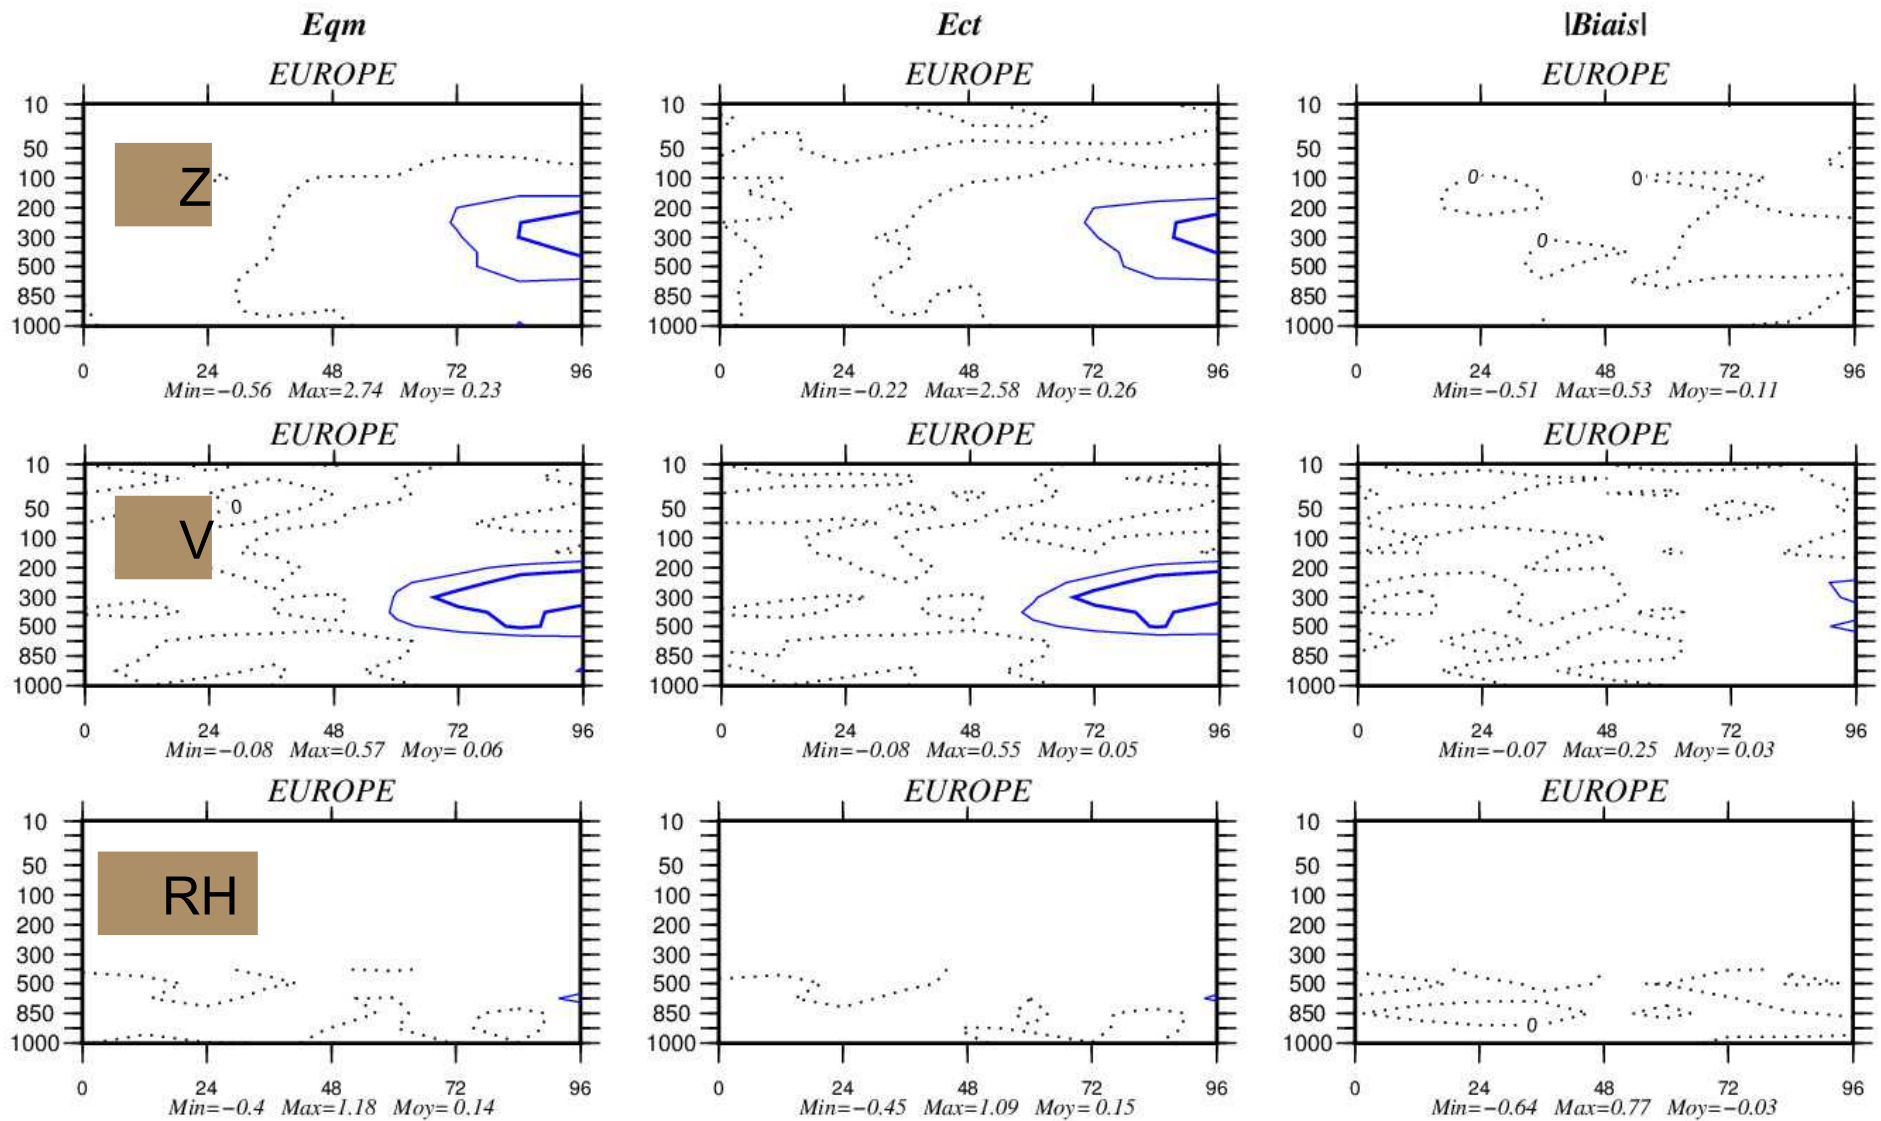 Eqm Ect |Biais|
EUROPE EUROPE EUROPE
10 10 10
50 50 50
Z
100 100 0 0 100
200 200 200
300 300 0 300
500 500 500
850 850 850
1000 1000 1000
0 24 48 72 96 0 24 48 72 96 0 24 48 72 96
Min=−0.56 Max=2.74 Moy= 0.23 Min=−0.22 Max=2.58 Moy= 0.26 Min=−0.51 Max=0.53 Moy=−0.11
EUROPE EUROPE EUROPE
10 10 10
50 0 50 50
V
100 100 100
200 200 200
300 300 300
500 500 500
850 850 850
1000 1000 1000
0 24 48 72 96 0 24 48 72 96 0 24 48 72 96
Min=−0.08 Max=0.57 Moy= 0.06 Min=−0.08 Max=0.55 Moy= 0.05 Min=−0.07 Max=0.25 Moy= 0.03
EUROPE EUROPE EUROPE
10 10 10
50 50 50
RH
100 100 100
200 200 200
300 300 300
500 500 500
850 850 850
0
1000 1000 1000
0 24 48 72 96 0 24 48 72 96 0 24 48 72 96
Min=−0.4 Max=1.18 Moy= 0.14 Min=−0.45 Max=1.09 Moy= 0.15 Min=−0.64 Max=0.77 Moy=−0.03